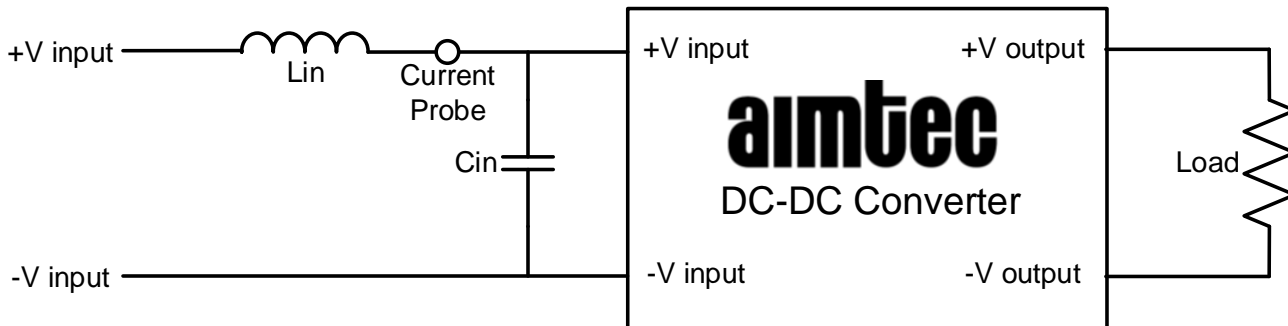 +V input
Lin
Current
Probe
+V input
+V output
aimtec
Cin
Load
DC-DC Converter
-V input
-V input
-V output